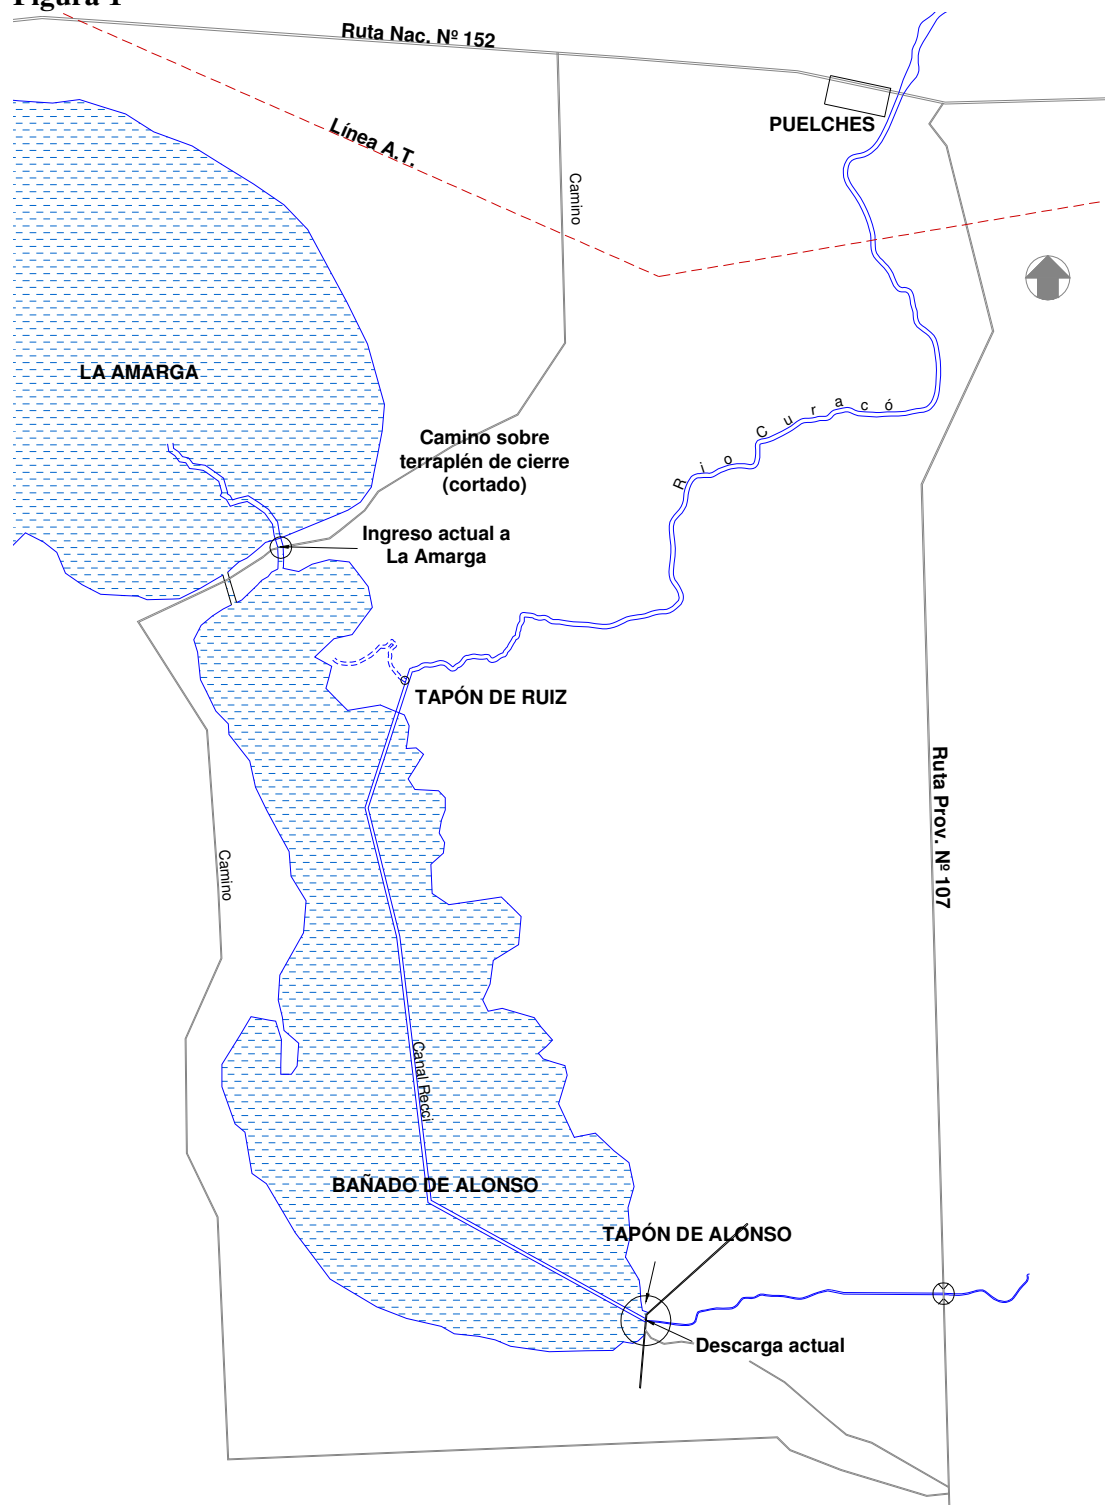 Figura 1
Ruta Nac. Nº 152
PUELCHES
Línea A.T.
Camino
LA AMARGA
Rio Curacó
Camino sobre
terraplén de cierre
(cortado)
Ingreso actual a
La Amarga
TAPÓN DE RUIZ
Ruta Prov. Nº 107
Camino
Canal Recci
BAÑADO DE ALONSO
TAPÓN DE ALONSO
Descarga actual